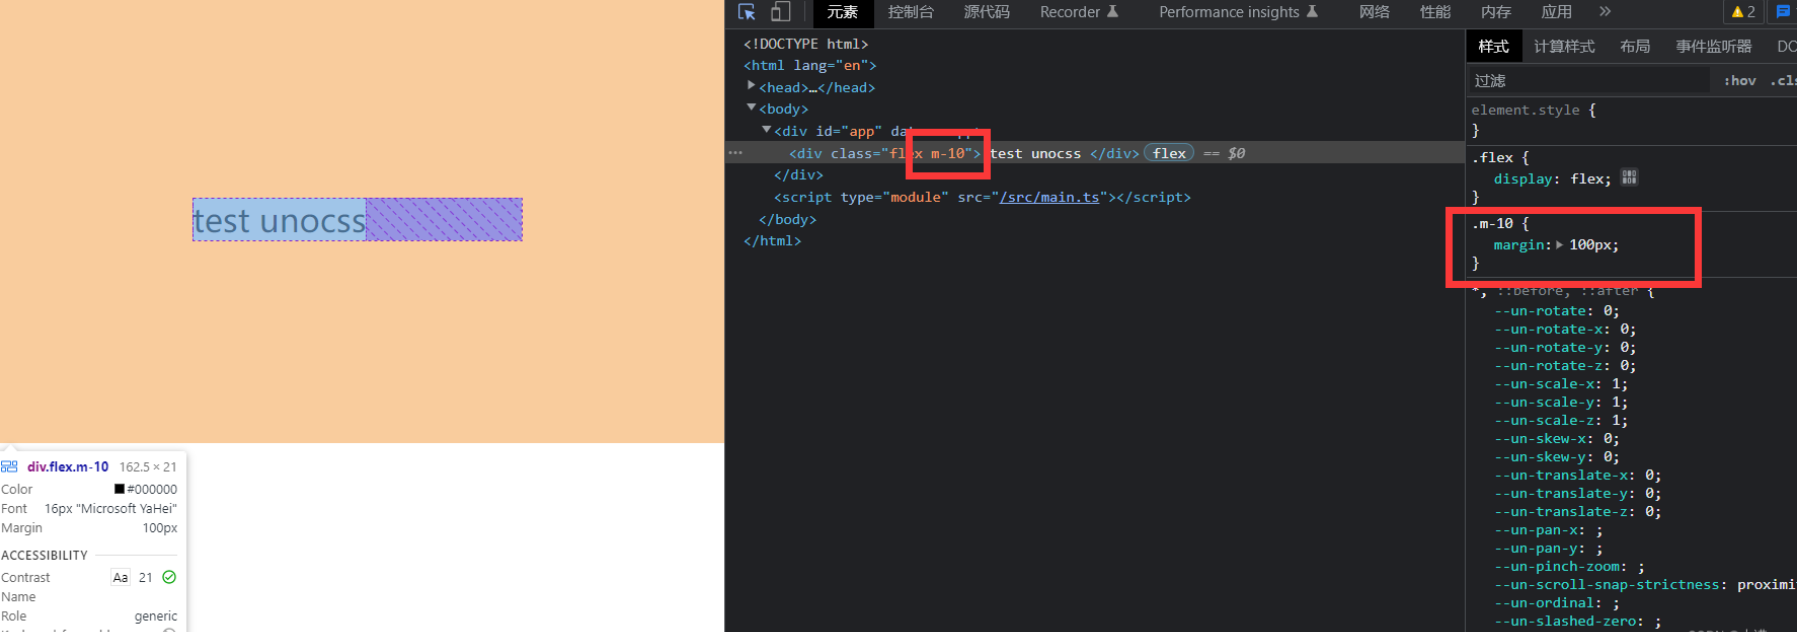 test unocss
div.flex.m-10 162.5 × 21
Color #000000
Font 16px "Microsoft YaHei"
Margin 100px
ACCESSIBILITY
Contrast Aa 21
Name
Role generic
元素 控制台 源代码 Recorder Performance insights 网络 性能 内存 应用 » 2
<!DOCTYPE html>
<html lang="en">
<head>…</head>
<body>
<div id="app"
<div class="flex m-10"> test unocss </div> flex == $0
</div>
<script type="module" src="/src/main.ts"></script>
</body>
</html>
样式 计算样式 布局 事件监听器 DO
过滤 :hov .cls
element.style {
}
.flex {
display: flex;
}
.m-10 {
margin: 100px;
}
*, ::before, ::after {
--un-rotate: 0;
--un-rotate-x: 0;
--un-rotate-y: 0;
--un-rotate-z: 0;
--un-scale-x: 1;
--un-scale-y: 1;
--un-scale-z: 1;
--un-skew-x: 0;
--un-skew-y: 0;
--un-translate-x: 0;
--un-translate-y: 0;
--un-translate-z: 0;
--un-pan-x: ;
--un-pan-y: ;
--un-pinch-zoom: ;
--un-scroll-snap-strictness: proximi
--un-ordinal: ;
--un-slashed-zero: ;